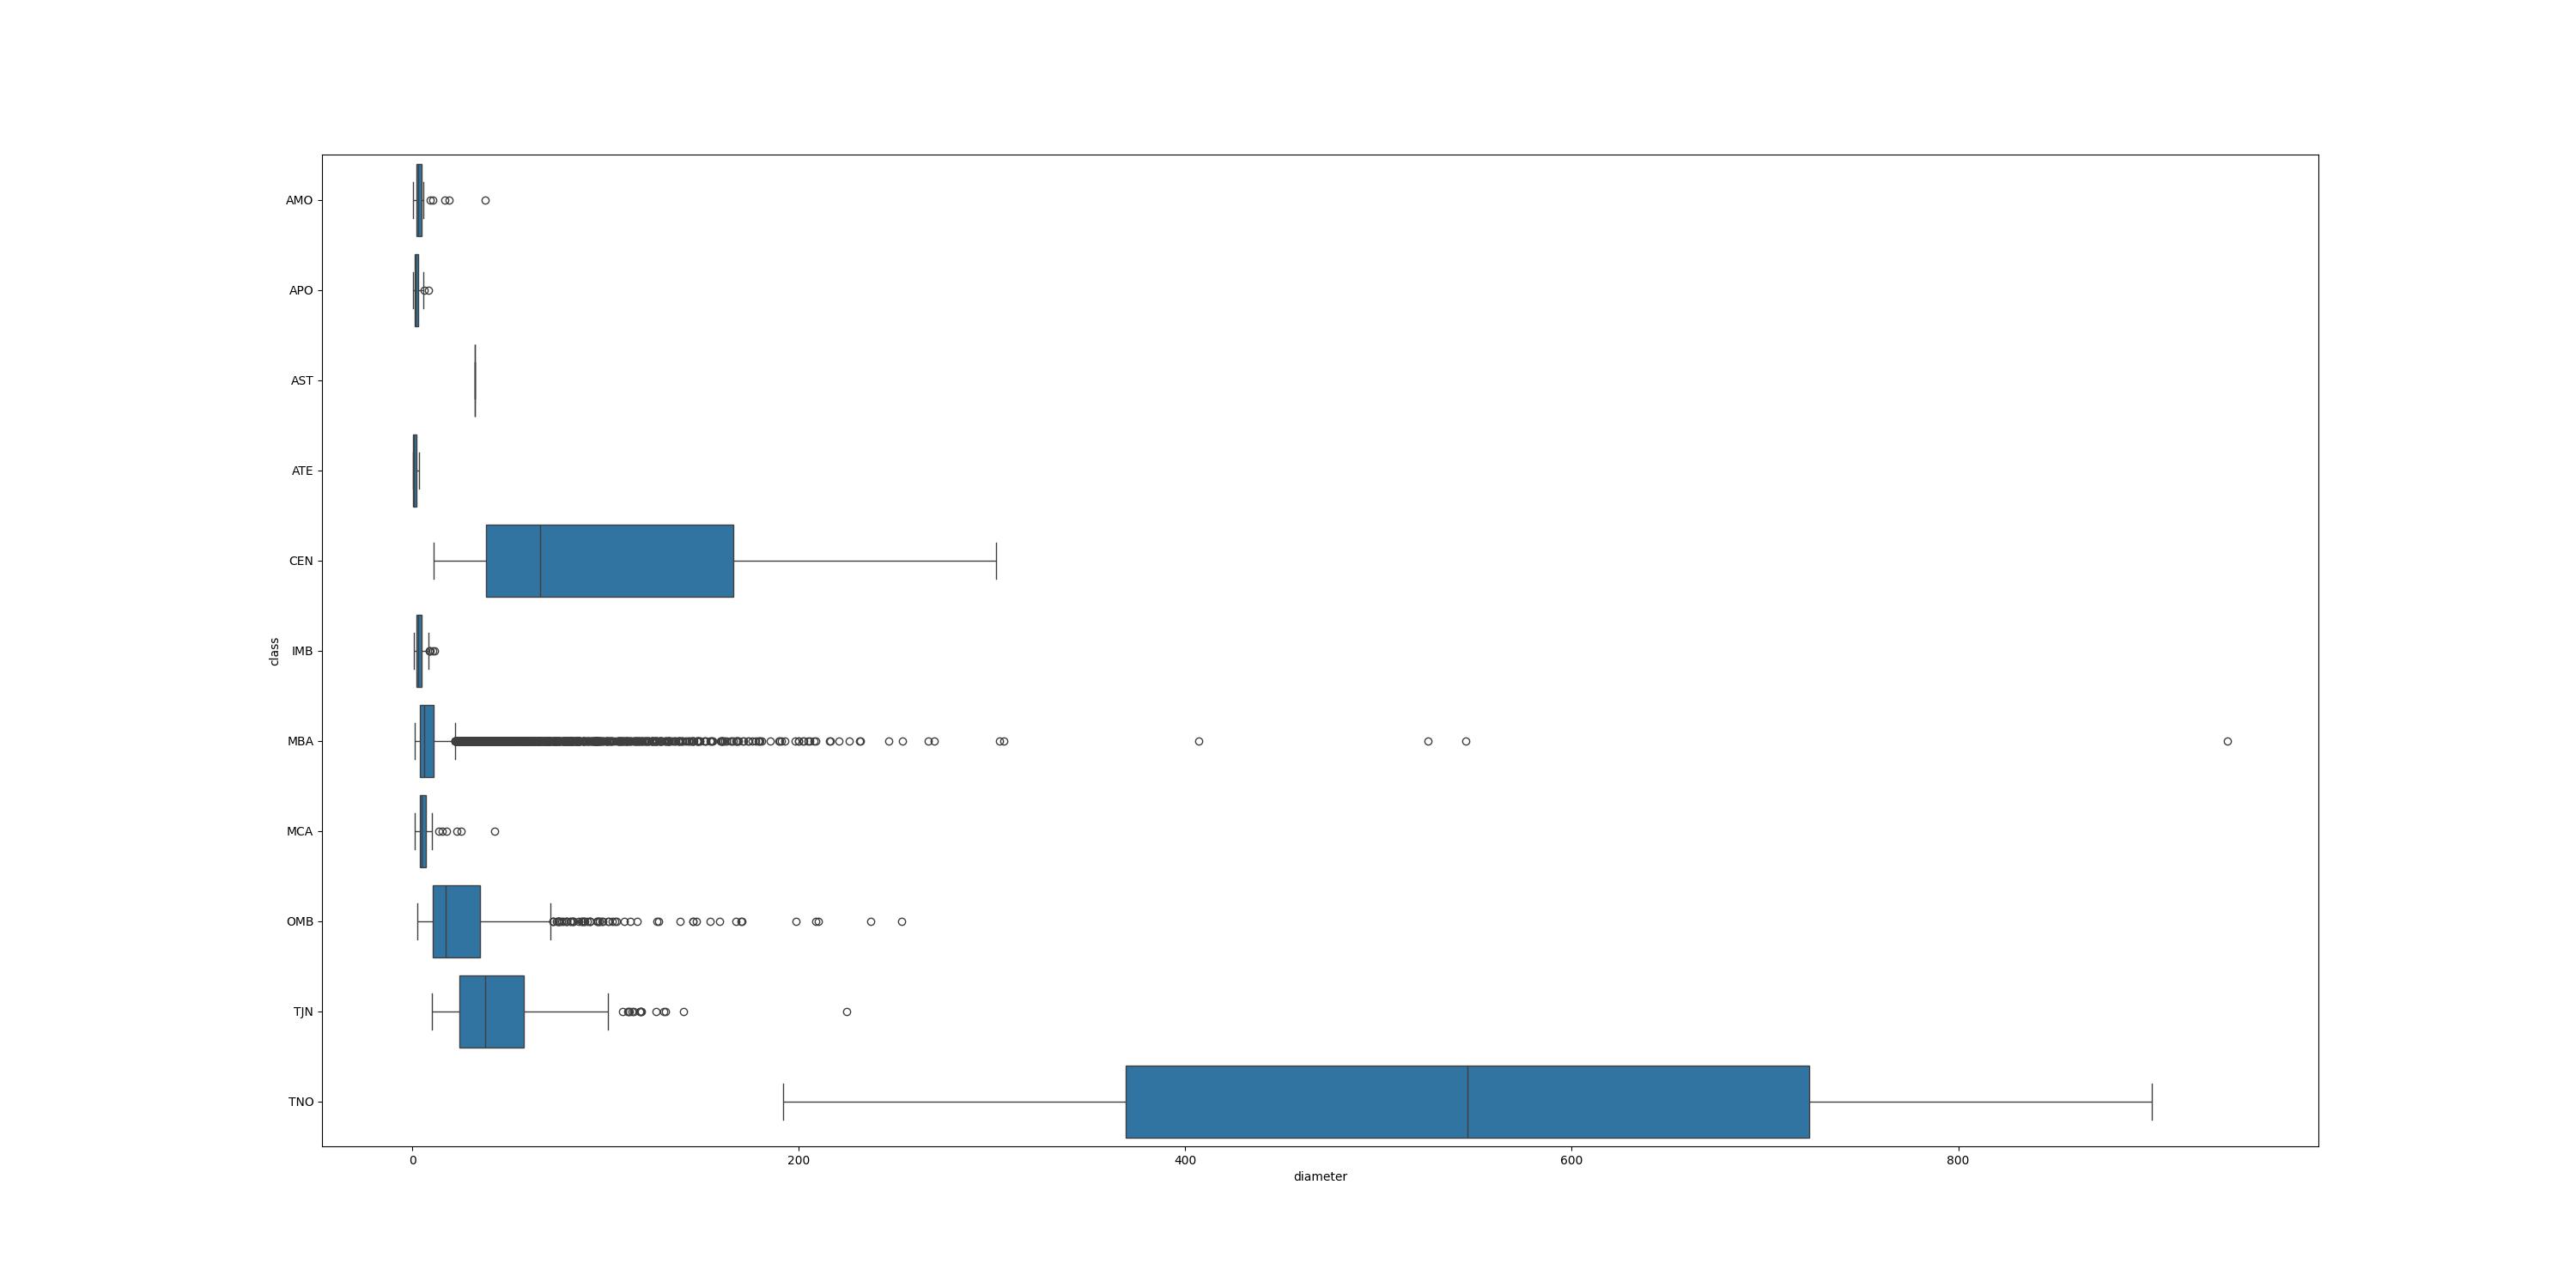 AMO
APO
AST
ATE
CEN
IMB
MBA
MCA
OMB
TJN
TNO
class
0 200 400 600 800
diameter